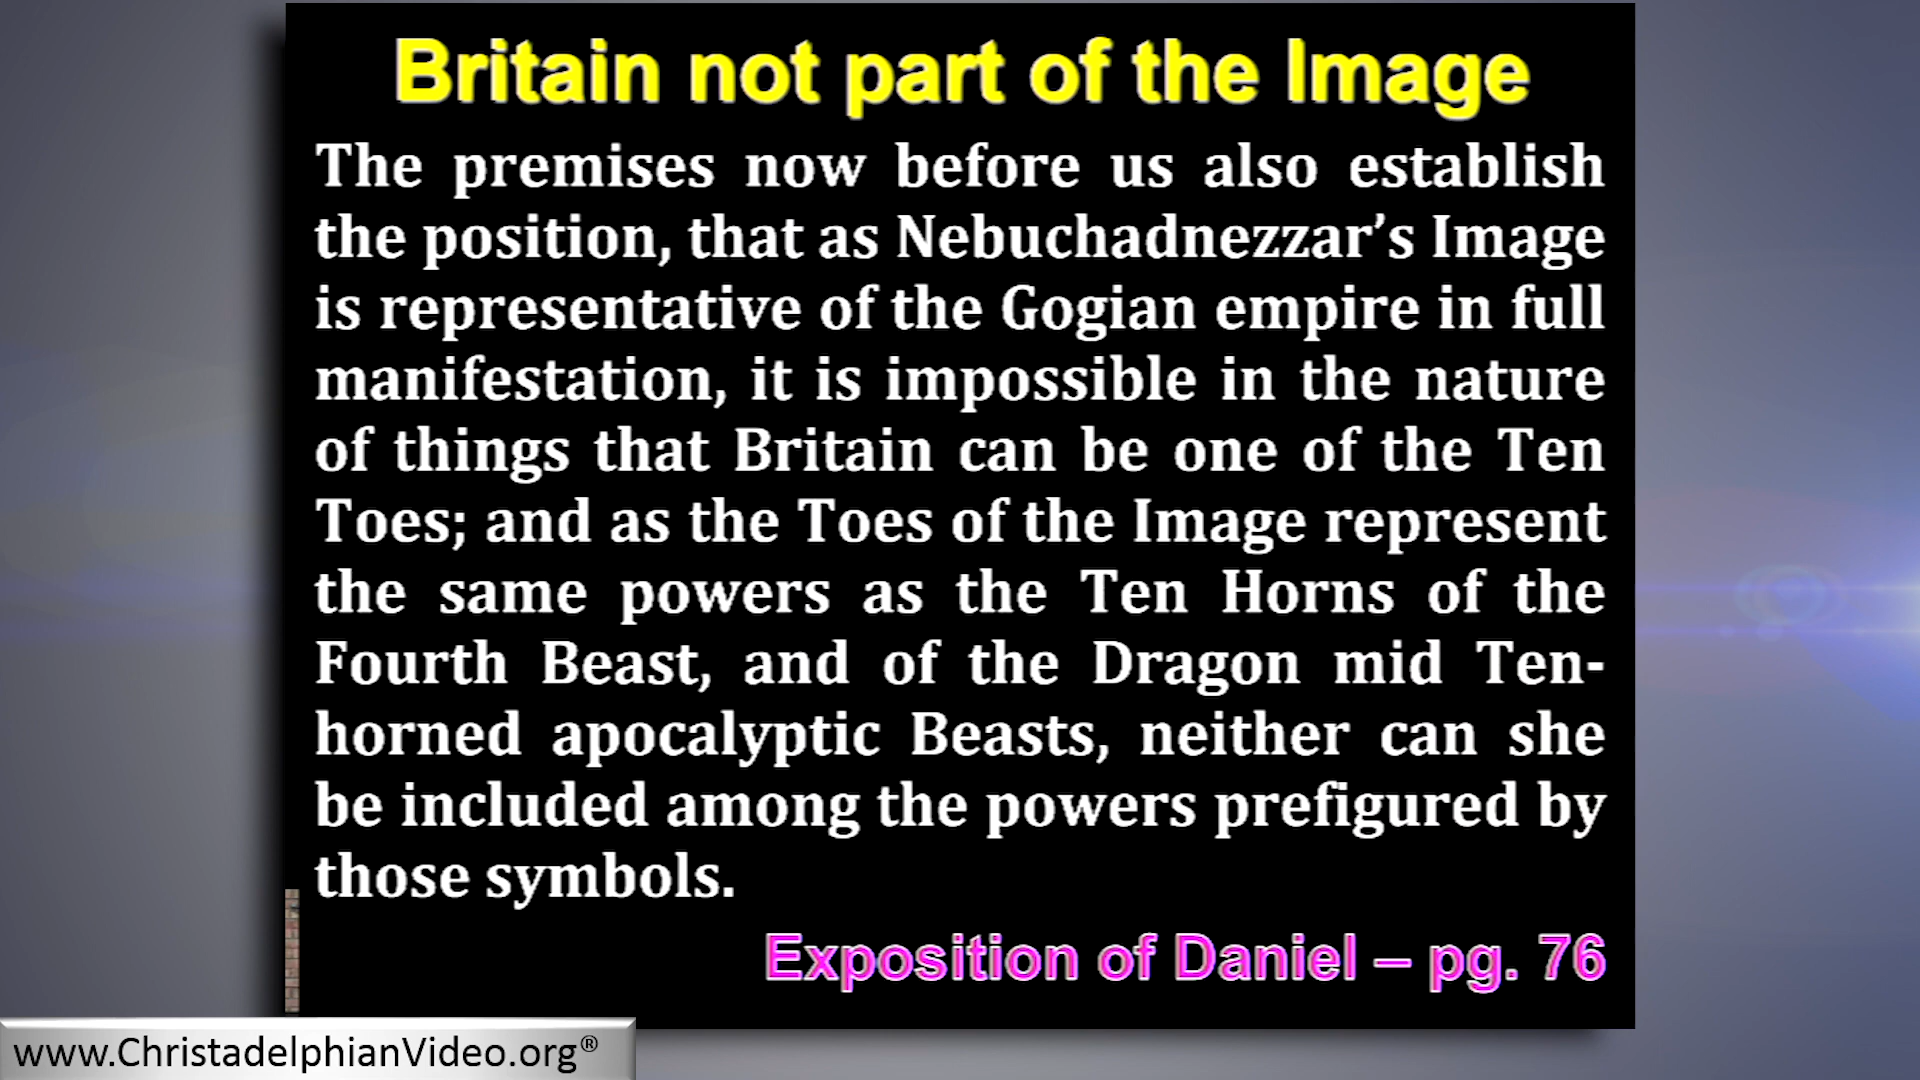 Britain not part of the Image
The premises now before us also establish
the position, that as Nebuchadnezzar’s Image
is representative of the Gogian empire in full
manifestation, it is impossible in the nature
of things that Britain can be one of the Ten
Toes; and as the Toes of the Image represent
the same powers as the Ten Horns of the
Fourth Beast, and of the Dragon mid Ten-
horned apocalyptic Beasts, neither can she
be included among the powers prefigured by
those symbols.
Exposition of Daniel – pg. 76
www.ChristadelphianVideo.org®